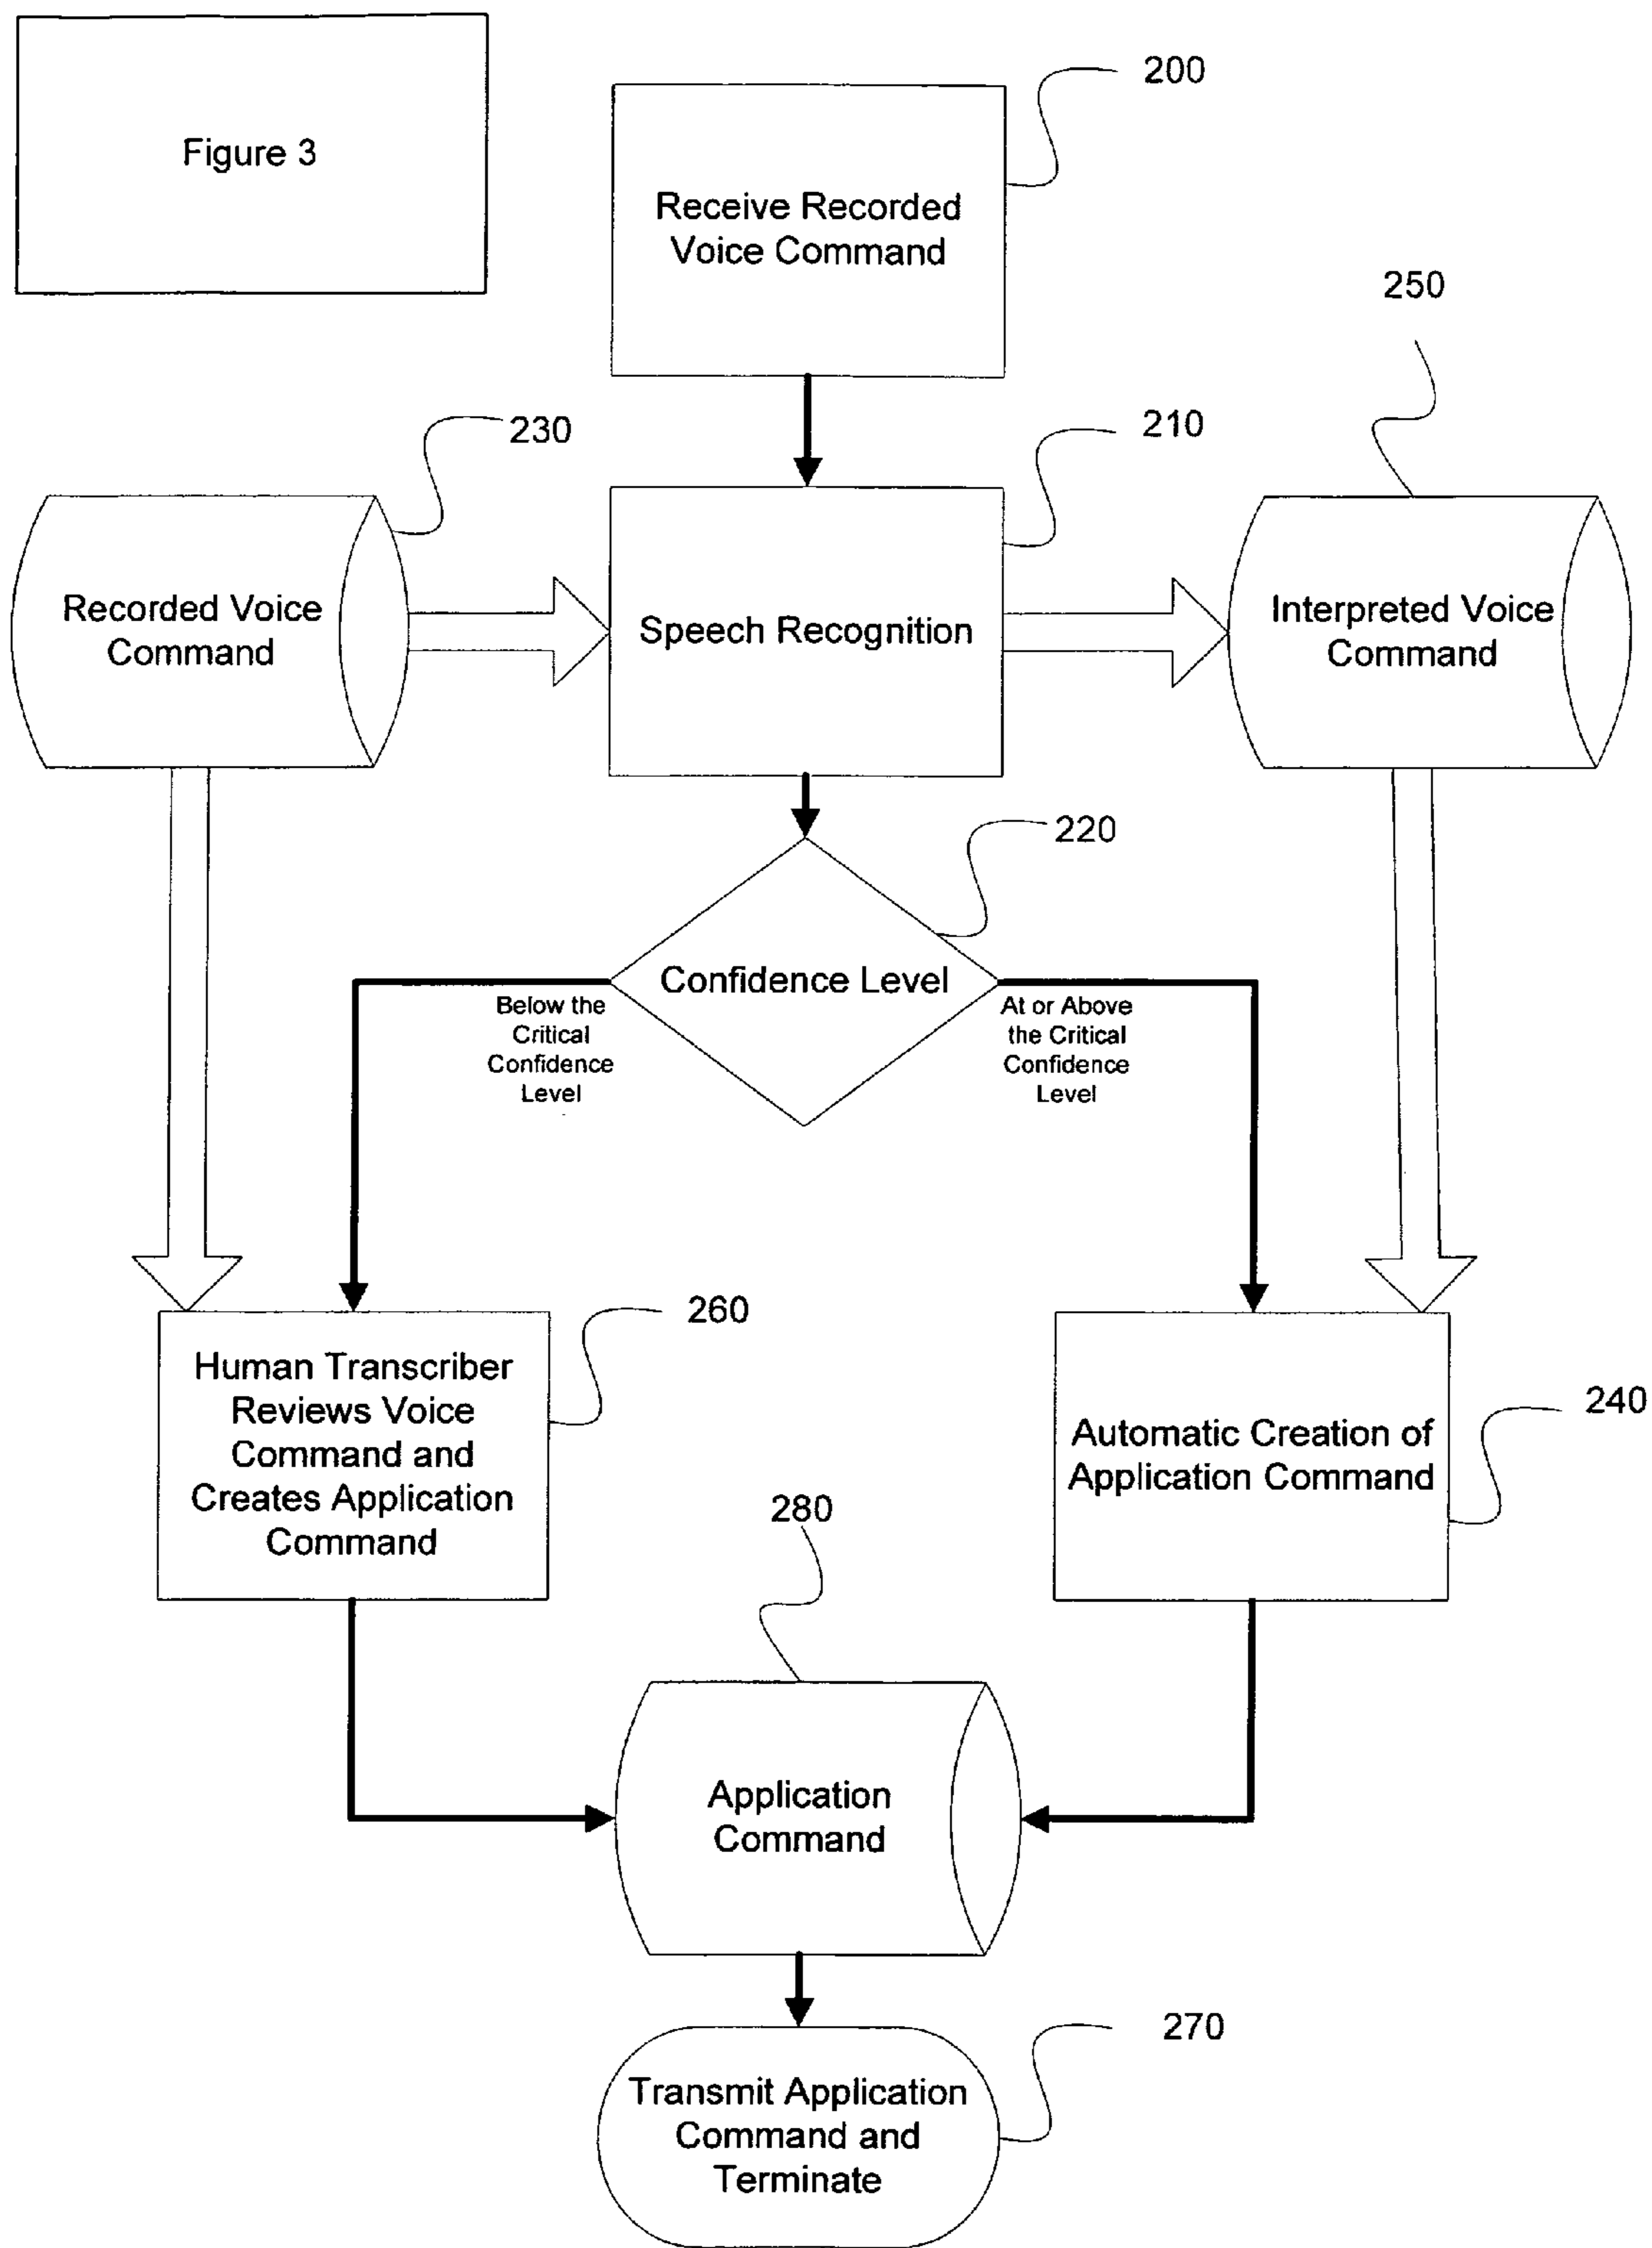 Figure 3
200
Receive Recorded
Voice Command
250
230
210
Recorded Voice
Command
Speech Recognition
Interpreted Voice
Command
220
Confidence Level
Below the
Critical
Confidence
Level
At or Above
the Critical
Confidence
Level
260
Human Transcriber
Reviews Voice
Command and
Creates Application
Command
240
Automatic Creation of
Application Command
280
Application
Command
270
Transmit Application
Command and
Terminate